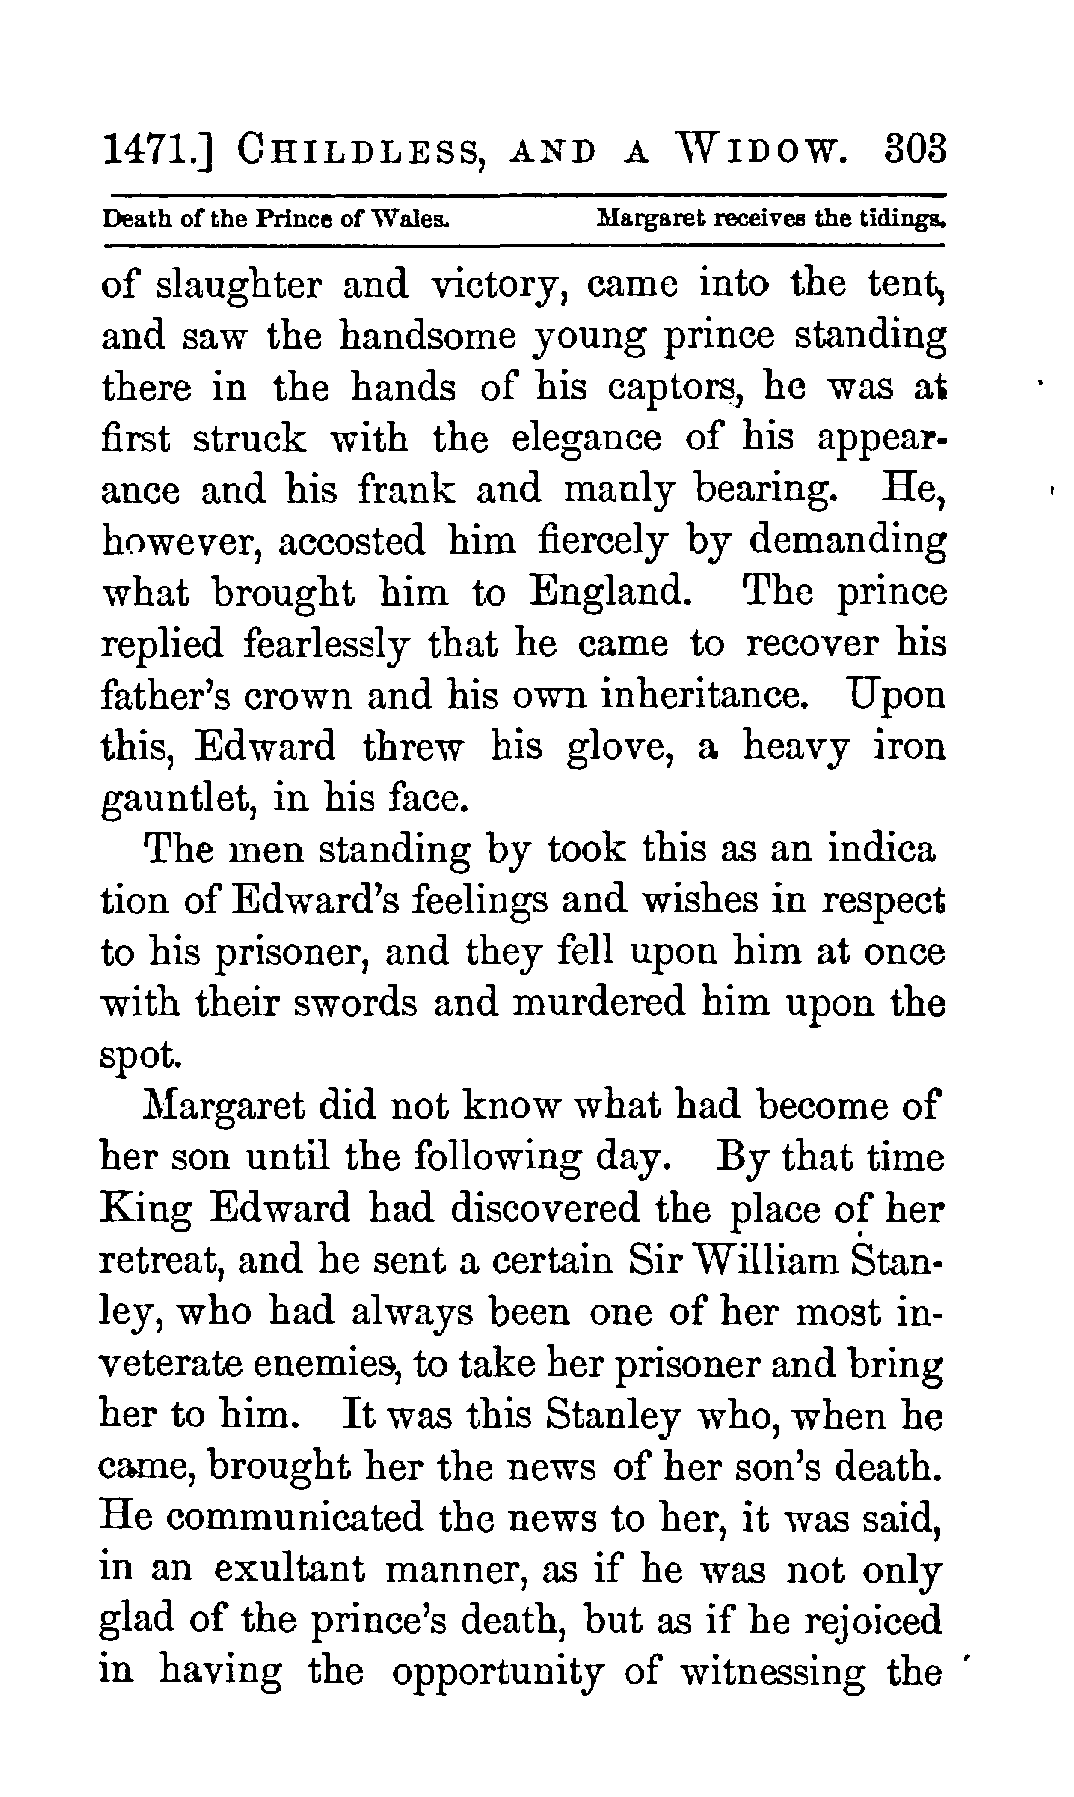 1471.] CHILDLESS, AND A WIDOW. 303
Death of the Prince of Wales. Margaret receives the tidings.
of slaughter and victory, came into the tent,
and saw the handsome young prince standing
there in the hands of his captors, he was at
first struck with the elegance of his appear-
ance and his frank and manly bearing. He,
however, accosted him fiercely by demanding
what brought him to England. The prince
replied fearlessly that he came to recover his
father's crown and his own inheritance. Upon
this, Edward threw his glove, a heavy iron
gauntlet, in his face.
The men standing by took this as an indica
tion of Edward's feelings and wishes in respect
to his prisoner, and they fell upon him at once
with their swords and murdered him upon the
spot.
Margaret did not know what had become of
her son until the following day. By that time
King Edward had discovered the place of her
retreat, and he sent a certain Sir William Stan-
ley, who had always been one of her most in-
veterate enemies, to take her prisoner and bring
her to him. It was this Stanley who, when he
came, brought her the news of her son's death.
He communicated the news to her, it was said,
in an exultant manner, as if he was not only
glad of the prince's death, but as if he rejoiced
in having the opportunity of witnessing the